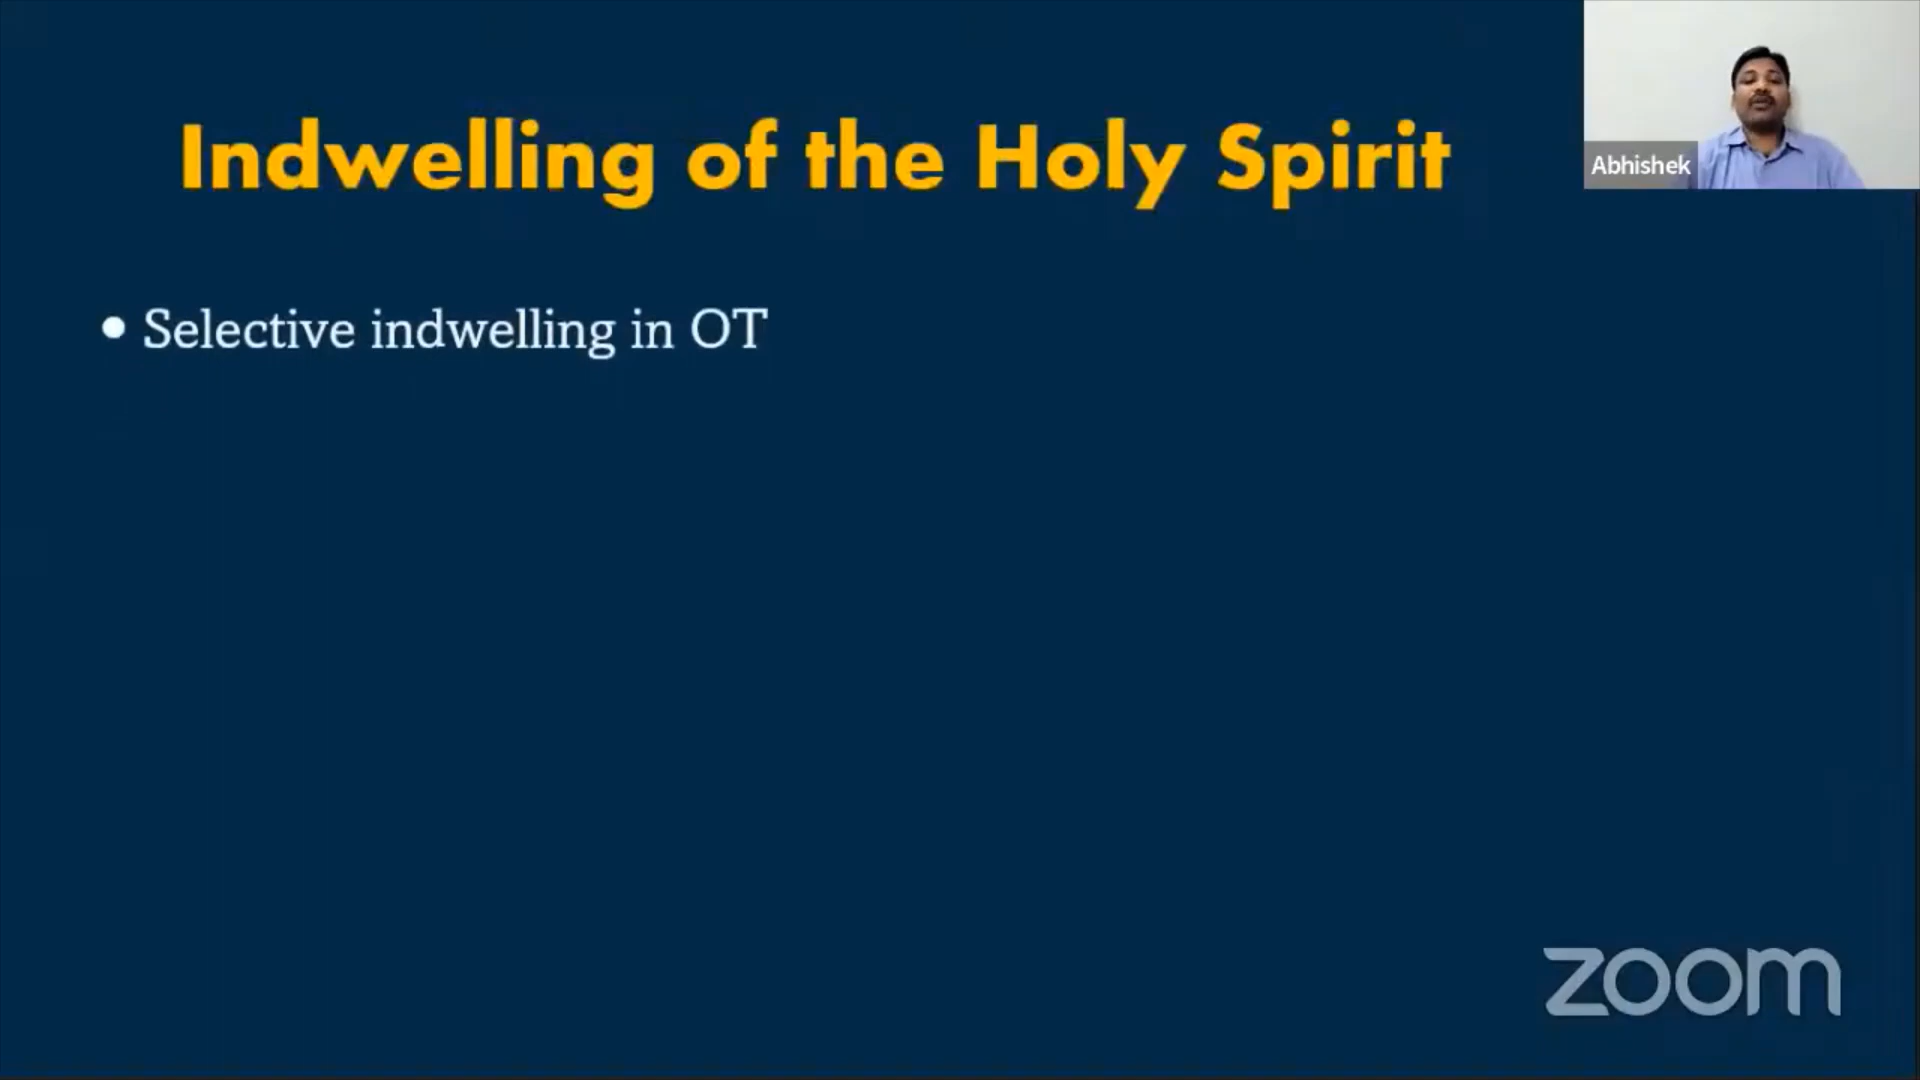 Indwelling of the Holy Spirit
Abhishek
• Selective indwelling in OT
zoom